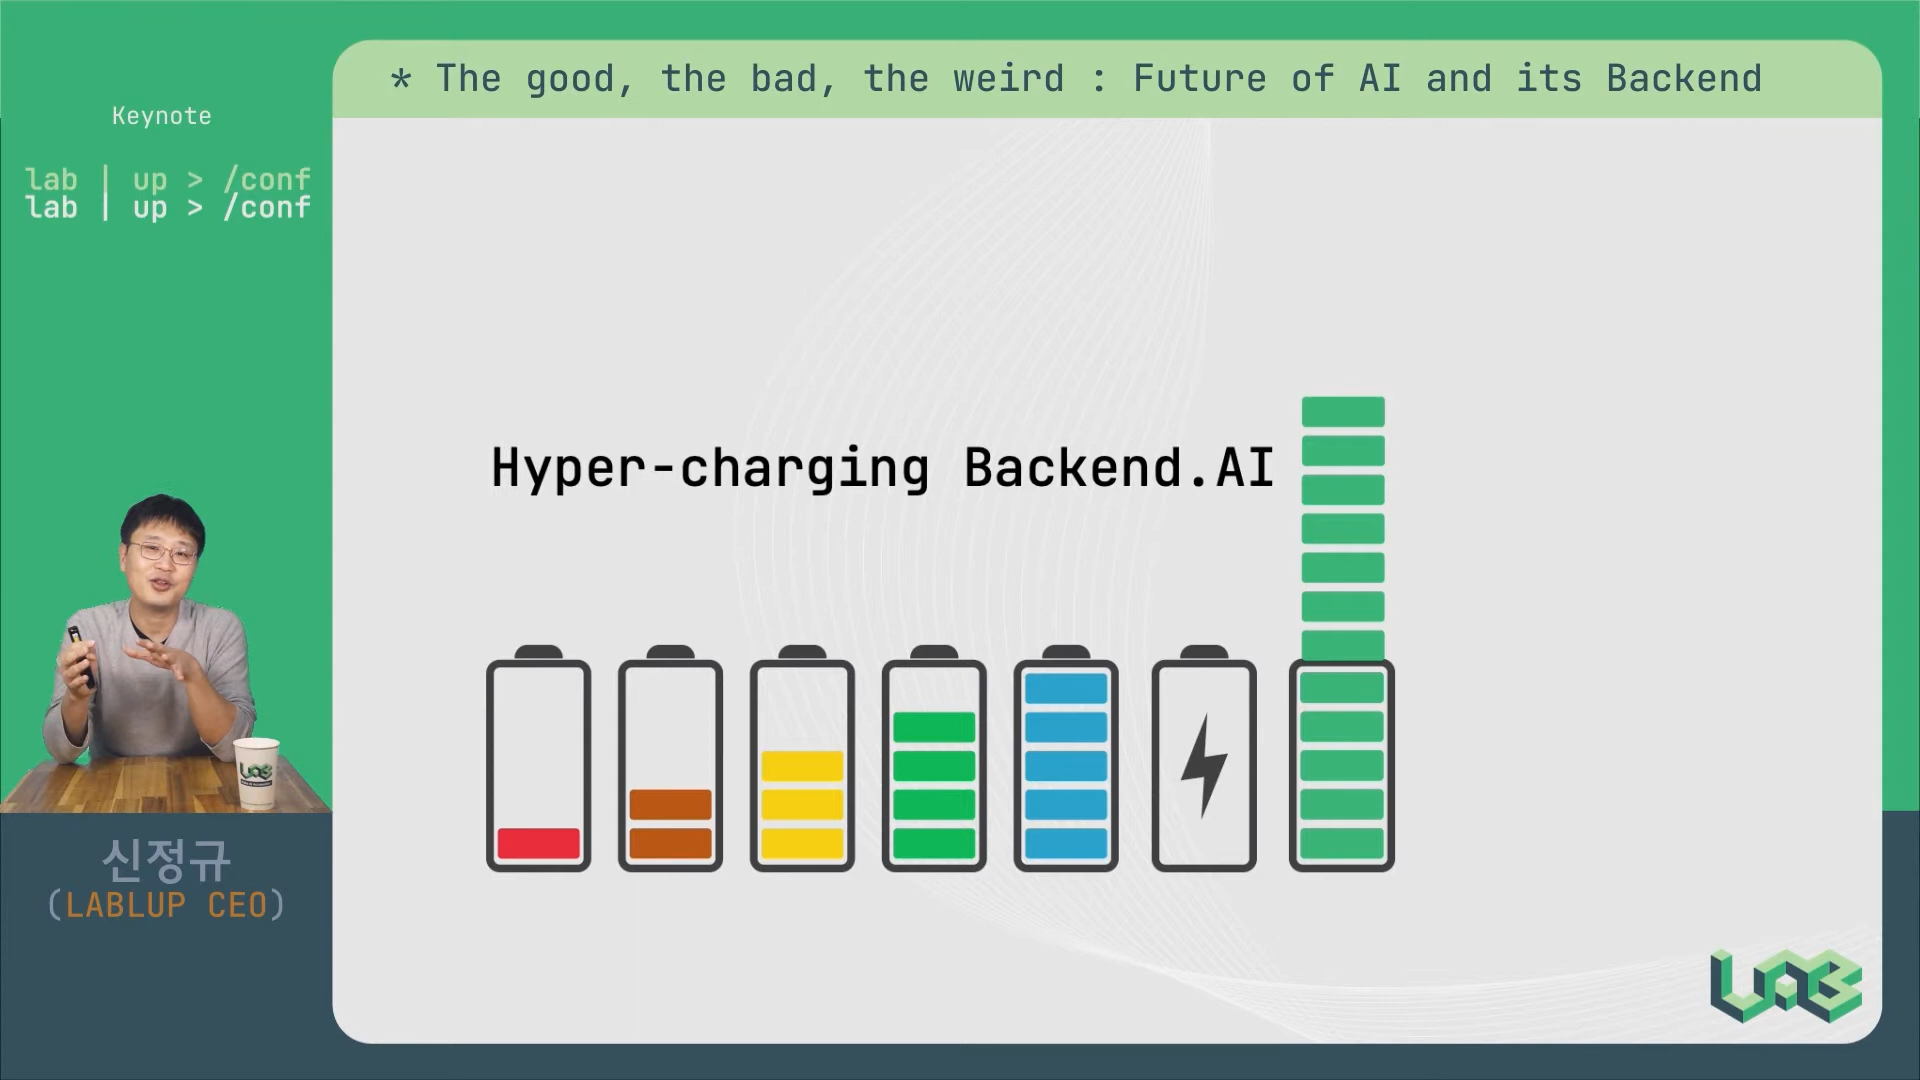 Keynote
lab | up > /conf
lab | up > /conf
* The good, the bad, the weird : Future of AI and its Backend
Hyper-charging Backend.AI
신정규
(LABLUP CEO)
LAB